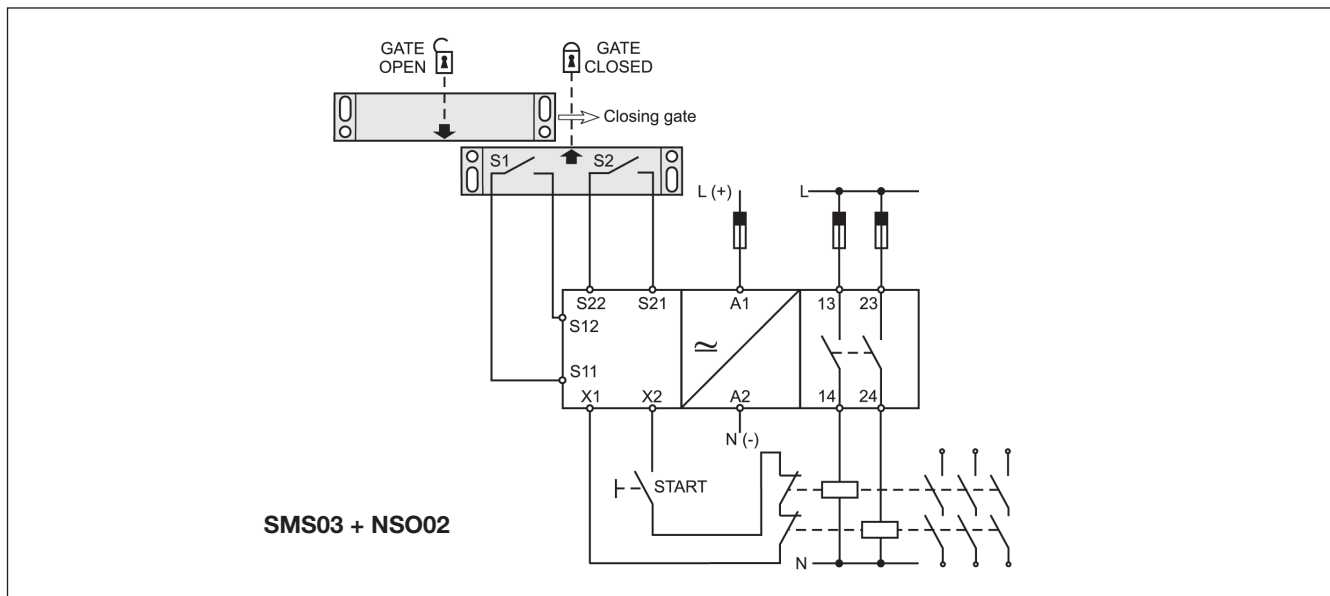 GATE
OPEN
GATE
CLOSED
Closing gate
S1
S2
L (+)
L
S22
S21
A1
13
23
S12
≃
S11
X1
X2
A2
14
24
N (-)
START
SMS03 + NSO02
N